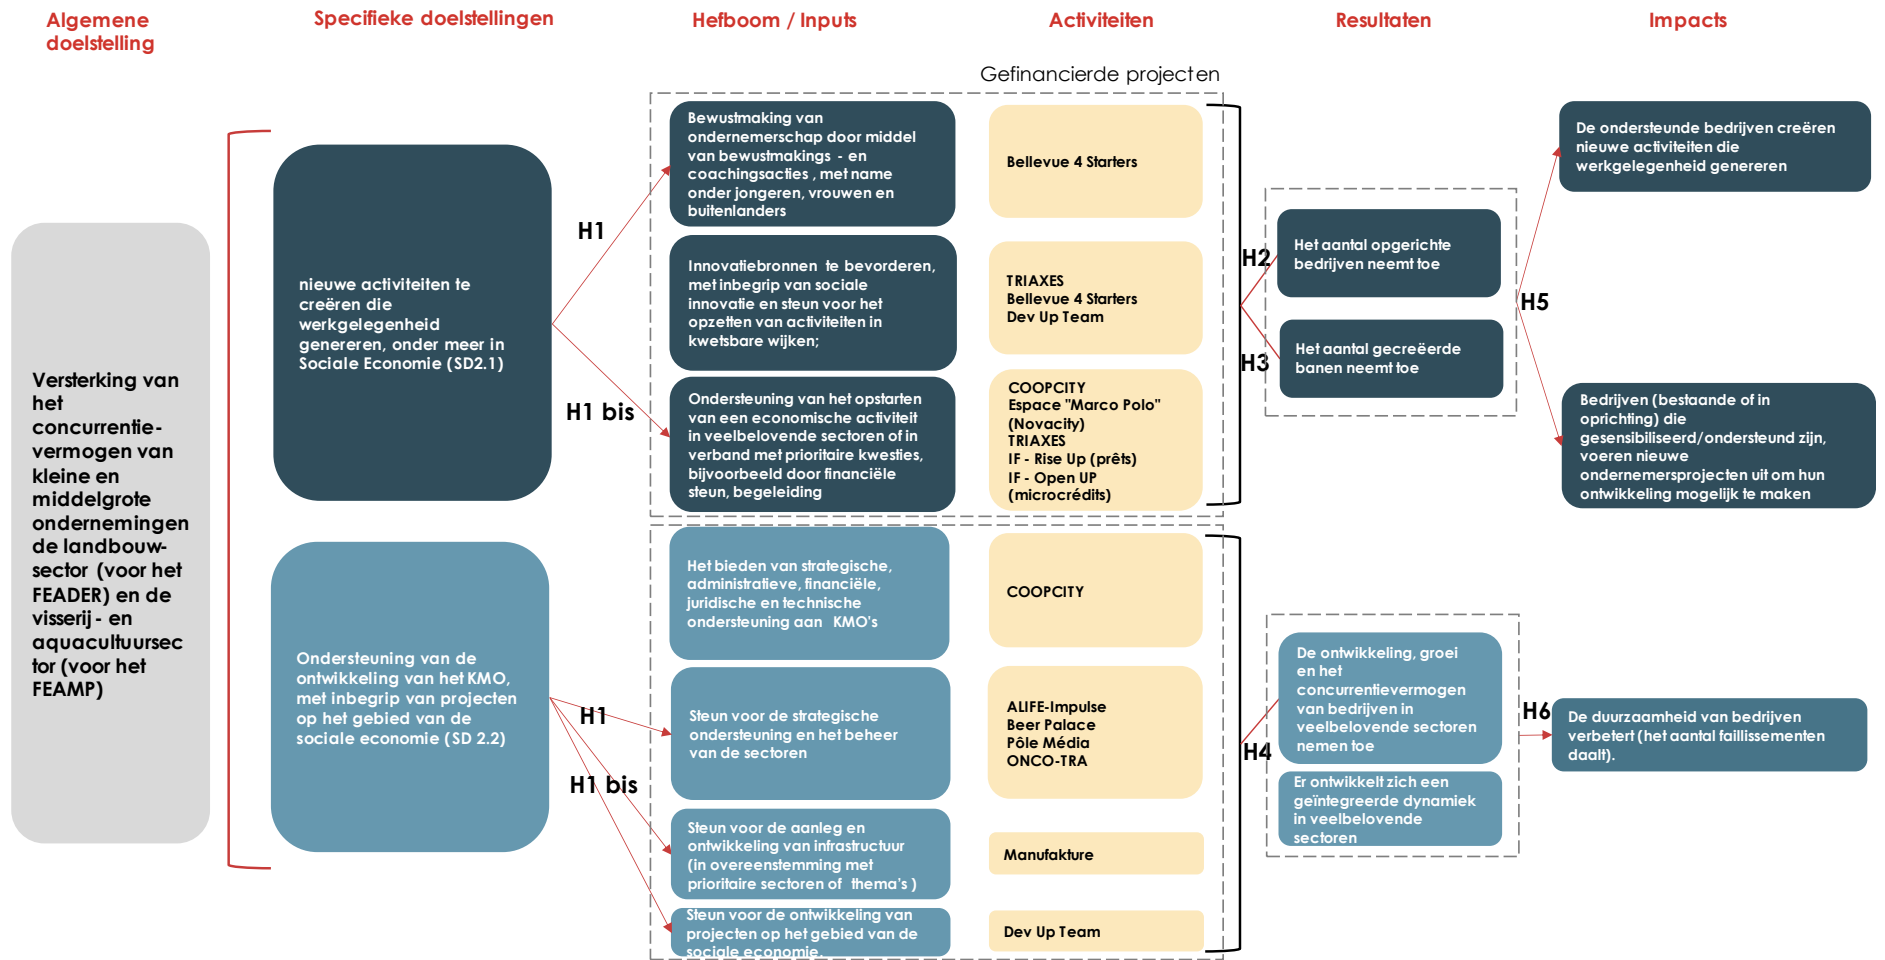 Algemene
doelstelling
Specifieke doelstellingen
Hefboom / Inputs
Activiteiten
Resultaten
Impacts
Gefinancierde projecten
Versterking van
het
concurrentie-
vermogen van
kleine en
middelgrote
ondernemingen
de landbouw-
sector (voor het
FEADER) en de
visserij - en
aquacultuursec
tor (voor het
FEAMP)
nieuwe activiteiten te
creëren die
werkgelegenheid
genereren, onder meer in
Sociale Economie (SD2.1)
H1
H1 bis
Bewustmaking van
ondernemerschap door middel
van bewustmakings - en
coachingsacties , met name
onder jongeren, vrouwen en
buitenlanders
Innovatiebronnen te bevorderen,
met inbegrip van sociale
innovatie en steun voor het
opzetten van activiteiten in
kwetsbare wijken;
Ondersteuning van het opstarten
van een economische activiteit
in veelbelovende sectoren of in
verband met prioritaire kwesties,
bijvoorbeeld door financiële
steun, begeleiding
Bellevue 4 Starters
TRIAXES
Bellevue 4 Starters
Dev Up Team
COOPCITY
Espace "Marco Polo"
(Novacity)
TRIAXES
IF - Rise Up (prêts)
IF - Open UP
(microcrédits)
H2
H3
Het aantal opgerichte
bedrijven neemt toe
Het aantal gecreëerde
banen neemt toe
H5
De ondersteunde bedrijven creëren
nieuwe activiteiten die
werkgelegenheid genereren
Bedrijven (bestaande of in
oprichting) die
gesensibiliseerd/ondersteund zijn,
voeren nieuwe
ondernemersprojecten uit om hun
ontwikkeling mogelijk te maken
Ondersteuning van de
ontwikkeling van het KMO,
met inbegrip van projecten
op het gebied van de
sociale economie (SD 2.2)
H1
H1 bis
Het bieden van strategische,
administratieve, financiële,
juridische en technische
ondersteuning aan KMO's
Steun voor de strategische
ondersteuning en het beheer
van de sectoren
Steun voor de aanleg en
ontwikkeling van infrastructuur
(in overeenstemming met
prioritaire sectoren of thema's )
Steun voor de ontwikkeling van
projecten op het gebied van de
sociale economie.
COOPCITY
ALIFE-Impulse
Beer Palace
Pôle Média
ONCO-TRA
Manufakture
Dev Up Team
H4
De ontwikkeling, groei
en het
concurrentievermogen
van bedrijven in
veelbelovende sectoren
nemen toe
Er ontwikkelt zich een
geïntegreerde dynamiek
in veelbelovende
sectoren
H6
De duurzaamheid van bedrijven
verbetert (het aantal faillissementen
daalt).